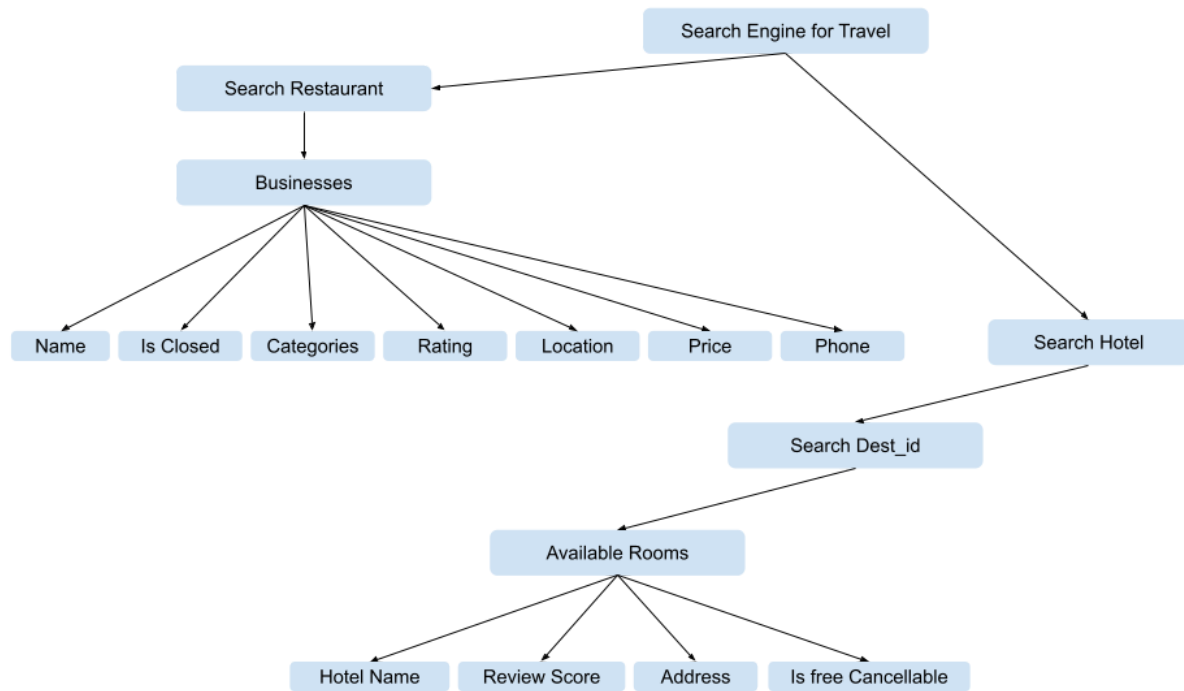 Search Engine for Travel
Search Restaurant
Businesses
Name
Is Closed
Categories
Rating
Location
Price
Phone
Search Hotel
Search Dest_id
Available Rooms
Hotel Name
Review Score
Address
Is free Cancellable